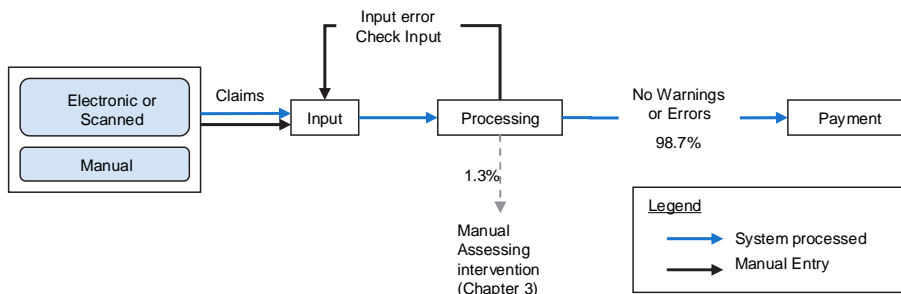 Input error
Check Input
Electronic or
Scanned
Manual
Claims
Input
Processing
No Warnings
or Errors
98.7%
Payment
1.3%
Manual
Assessing
intervention
(Chapter 3)
Legend
System processed
Manual Entry